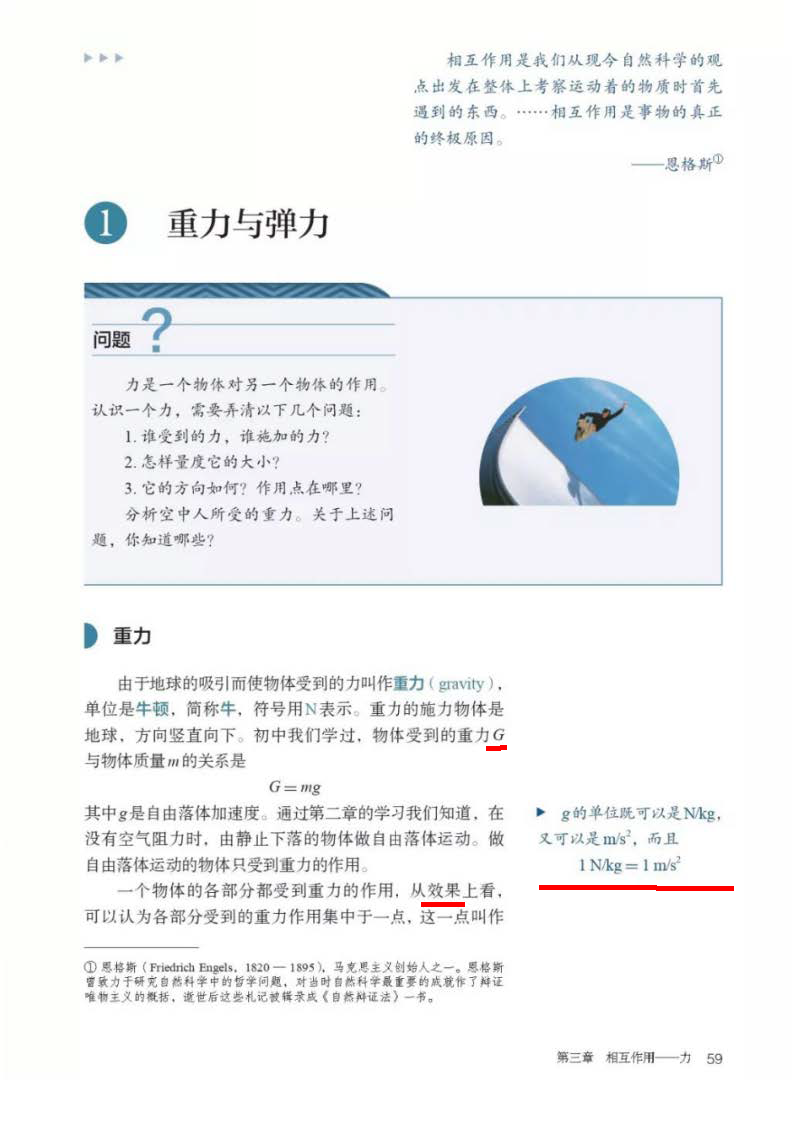 相互作用是我们从现今自然科学的观
点出发在整体上考察运动着的物质时首先
遇到的东西。……相互作用是事物的真正
的终极原因。
——恩格斯①
1 重力与弹力
问题?
力是一个物体对另一个物体的作用。
认识一个力，需要弄清以下几个问题：
1. 谁受到的力，谁施加的力？
2. 怎样量度它的大小？
3. 它的方向如何？作用点在哪里？
分析空中人所受的重力。关于上述问
题，你知道哪些？
重力
由于地球的吸引而使物体受到的力叫作重力（gravity），
单位是牛顿，简称牛，符号用N表示。重力的施力物体是
地球，方向竖直向下。初中我们学过，物体受到的重力G
与物体质量m的关系是
G＝mg
其中g是自由落体加速度。通过第二章的学习我们知道，在
没有空气阻力时，由静止下落的物体做自由落体运动。做
自由落体运动的物体只受到重力的作用。
一个物体的各部分都受到重力的作用，从效果上看，
可以认为各部分受到的重力作用集中于一点，这一点叫作
g的单位既可以是N/kg，
又可以是m/s²，而且
1 N/kg＝1 m/s²
① 恩格斯（Friedrich Engels，1820—1895），马克思主义创始人之一。恩格斯
曾致力于研究自然科学中的哲学问题，对当时自然科学最重要的成就作了辩证
唯物主义的概括，逝世后这些札记被辑录成《自然辩证法》一书。
第三章 相互作用——力 59